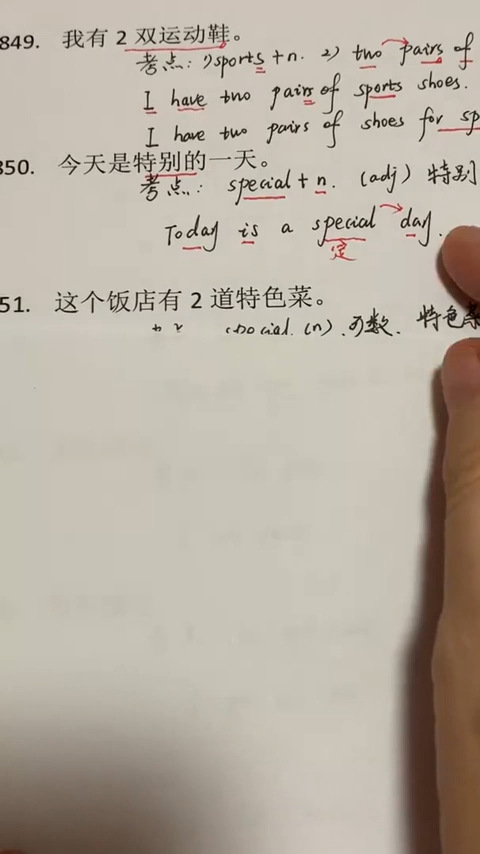 849. 我有 2 双运动鞋。
考点: 1) sports + n. 2) two pairs of
I have two pairs of sports shoes.
I have two pairs of shoes for sp
850. 今天是特别的一天。
考点: special + n. (adj) 特别
Today is a special day.
定
51. 这个饭店有 2 道特色菜。
(n). 可数. 特色菜